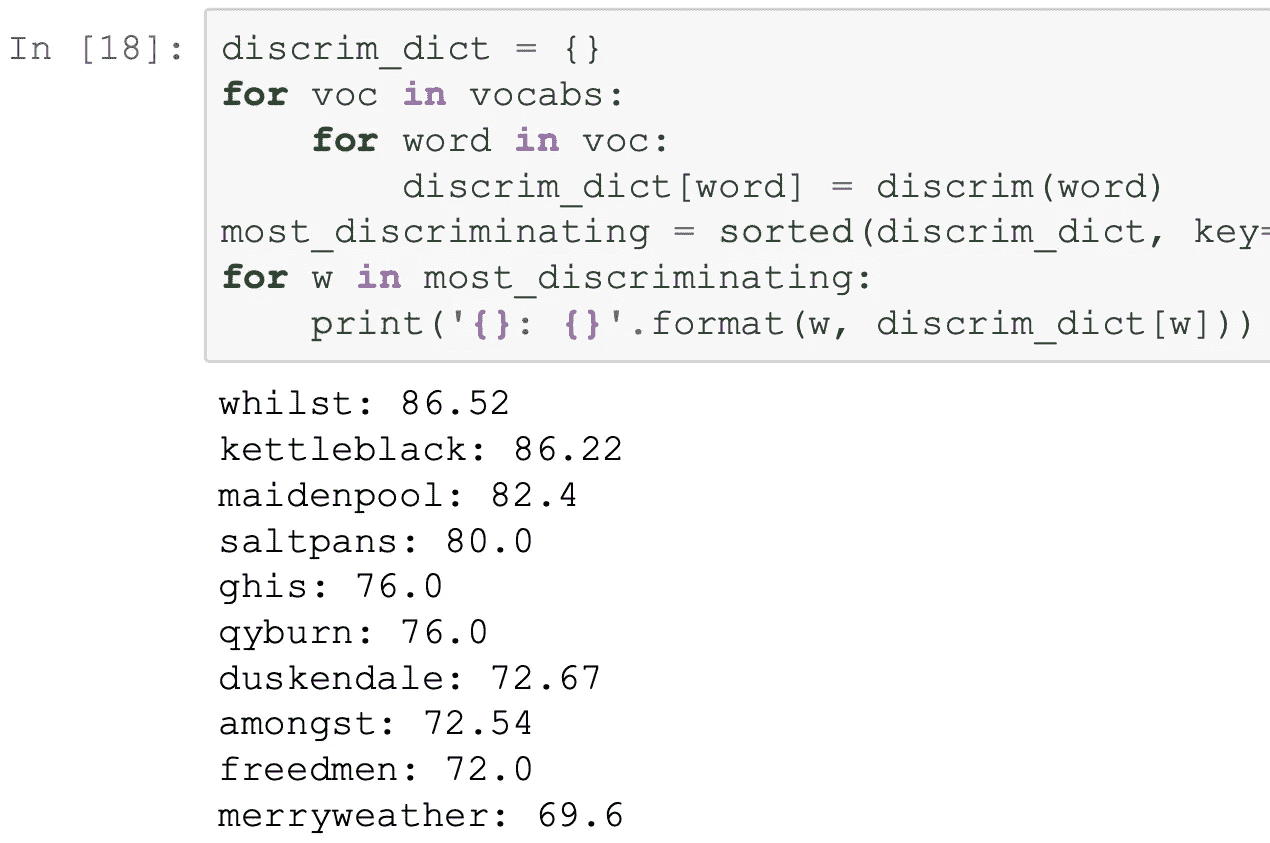 In [18]: discrim_dict = {}
for voc in vocabs:
    for word in voc:
        discrim_dict[word] = discrim(word)
most_discriminating = sorted(discrim_dict, key=
for w in most_discriminating:
    print('{}: {}'.format(w, discrim_dict[w]))
whilst: 86.52
kettleblack: 86.22
maidenpool: 82.4
saltpans: 80.0
ghis: 76.0
qyburn: 76.0
duskendale: 72.67
amongst: 72.54
freedmen: 72.0
merryweather: 69.6